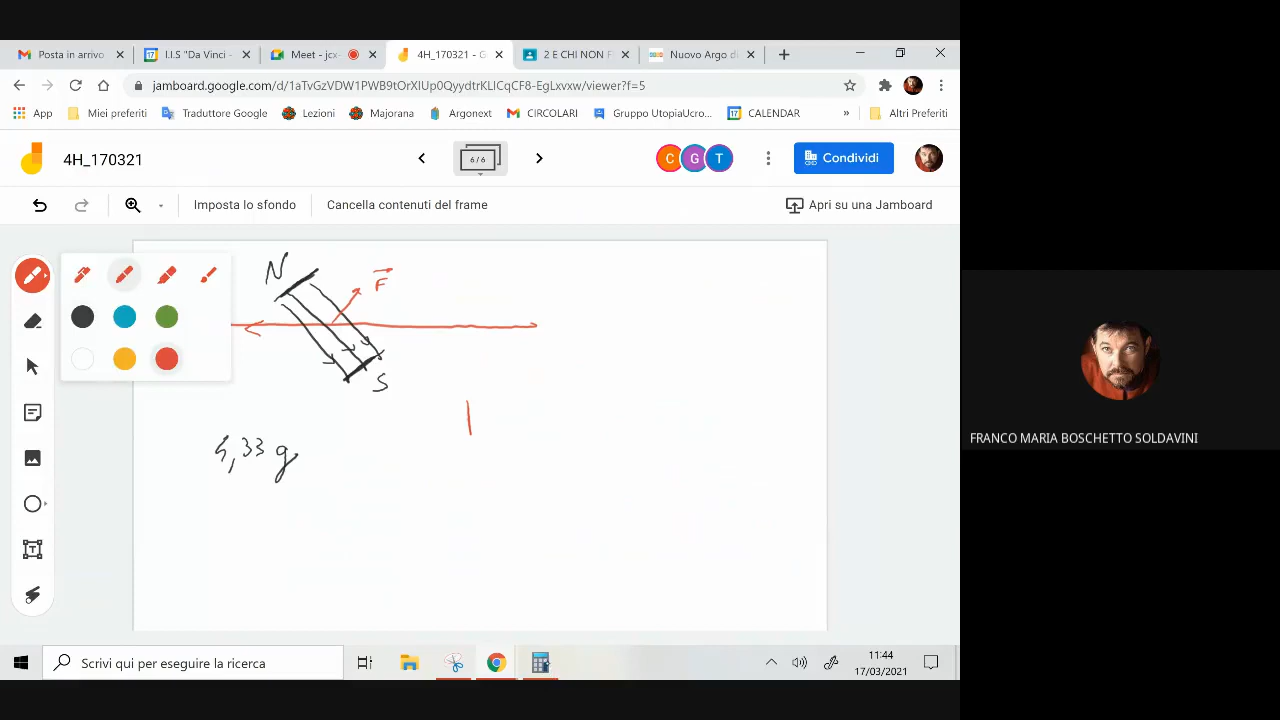 Posta in arrivo
I.I.S "Da Vinci -
Meet - jcx-
4H_170321 - G
2 E CHI NON F
Nuovo Argo di
jamboard.google.com/d/1aTvGzVDW1PWB9tOrXIUp0QyydtrKLICqCF8-EgLxvxw/viewer?f=5
App
Miei preferiti
Traduttore Google
Lezioni
Majorana
Argonext
CIRCOLARI
Gruppo UtopiaUcro...
CALENDAR
»
Altri Preferiti
4H_170321
6/6
C
G
T
Condividi
Imposta lo sfondo
Cancella contenuti del frame
Apri su una Jamboard
N
F
S
4,33 g
FRANCO MARIA BOSCHETTO SOLDAVINI
Scrivi qui per eseguire la ricerca
11:44
17/03/2021